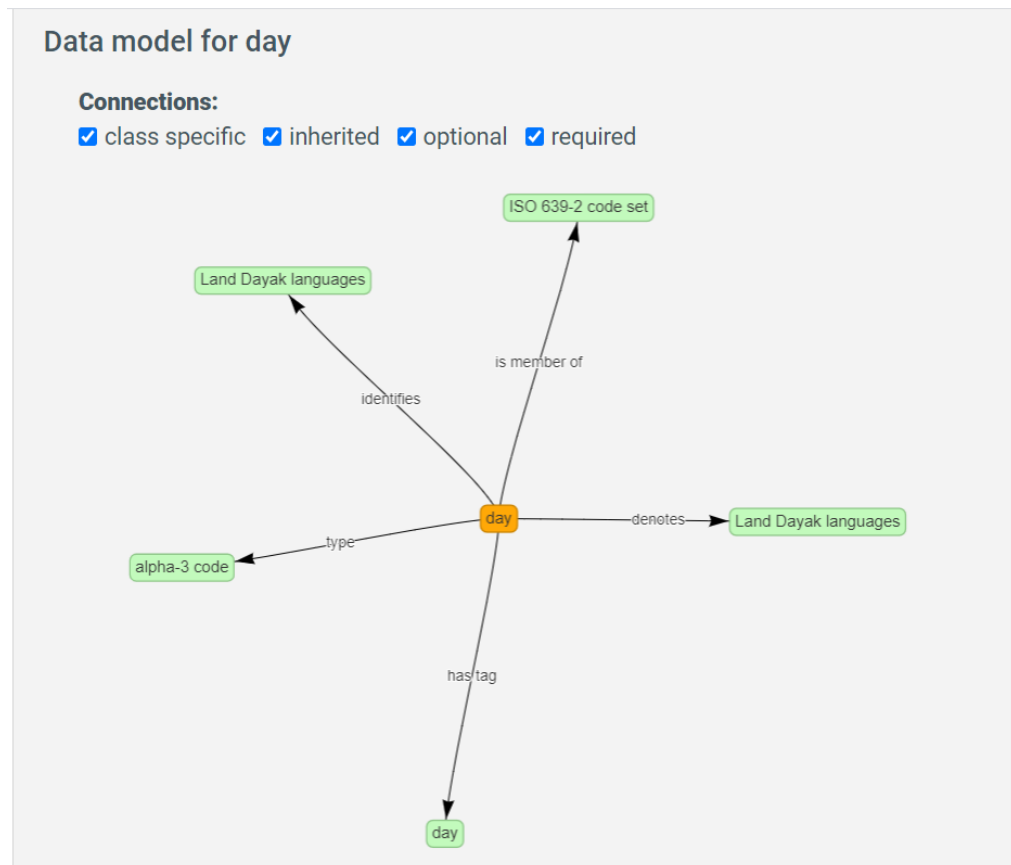 Data model for day
Connections:
class specific inherited optional required
ISO 639-2 code set
Land Dayak languages
is member of
identifies
day
denotes
Land Dayak languages
type
alpha-3 code
has tag
day